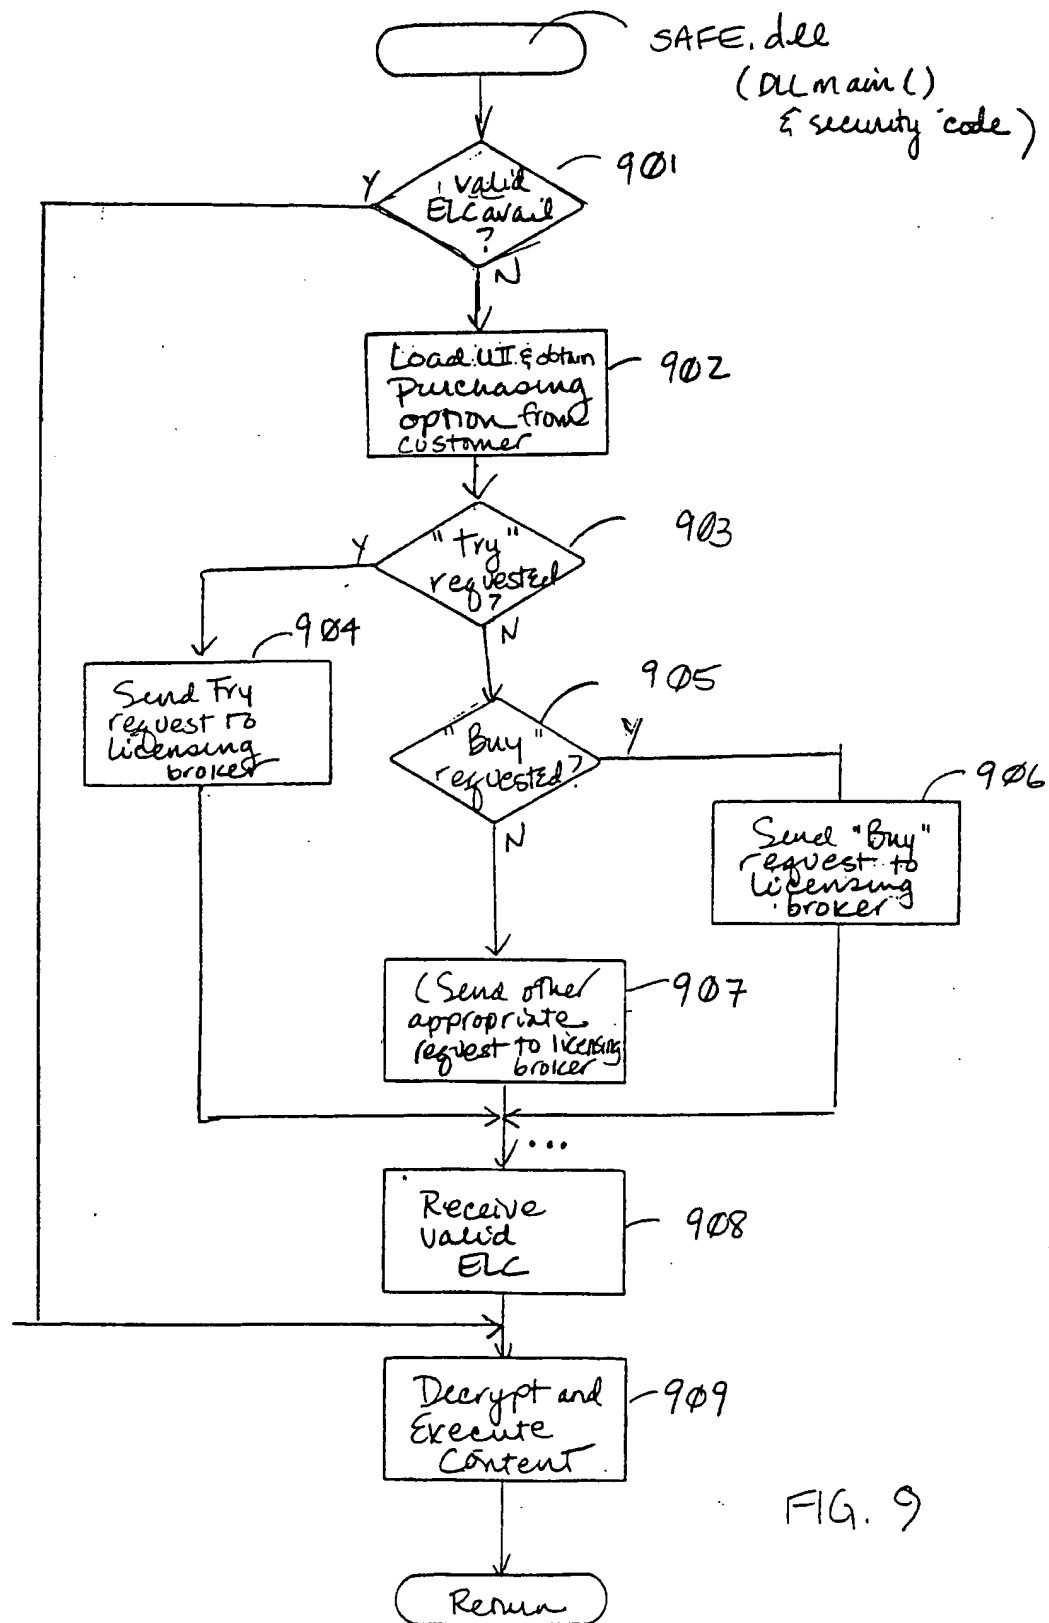 SAFE.dll
(DLLmain()
& security code)
901
Y
valid
ELC avail
?
N
Load UI & obtain
Purchasing
option from
customer
902
"Try"
requested
?
903
Y
N
904
Send Try
request to
licensing
broker
905
"Buy"
requested?
Y
N
906
Send "Buy"
request to
licensing
broker
(Send other
appropriate
request to licensing
broker
907
...
Receive
valid
ELC
908
Decrypt and
Execute
Content
909
FIG. 9
Return